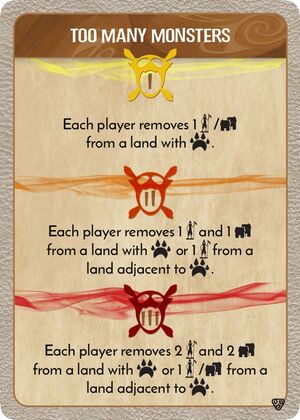 TOO MANY MONSTERS
I
Each player removes 1 /
from a land with .
II
Each player removes 1 and 1
from a land with or 1 from a
land adjacent to .
III
Each player removes 2 and 2
from a land with or 1 / from a
land adjacent to .